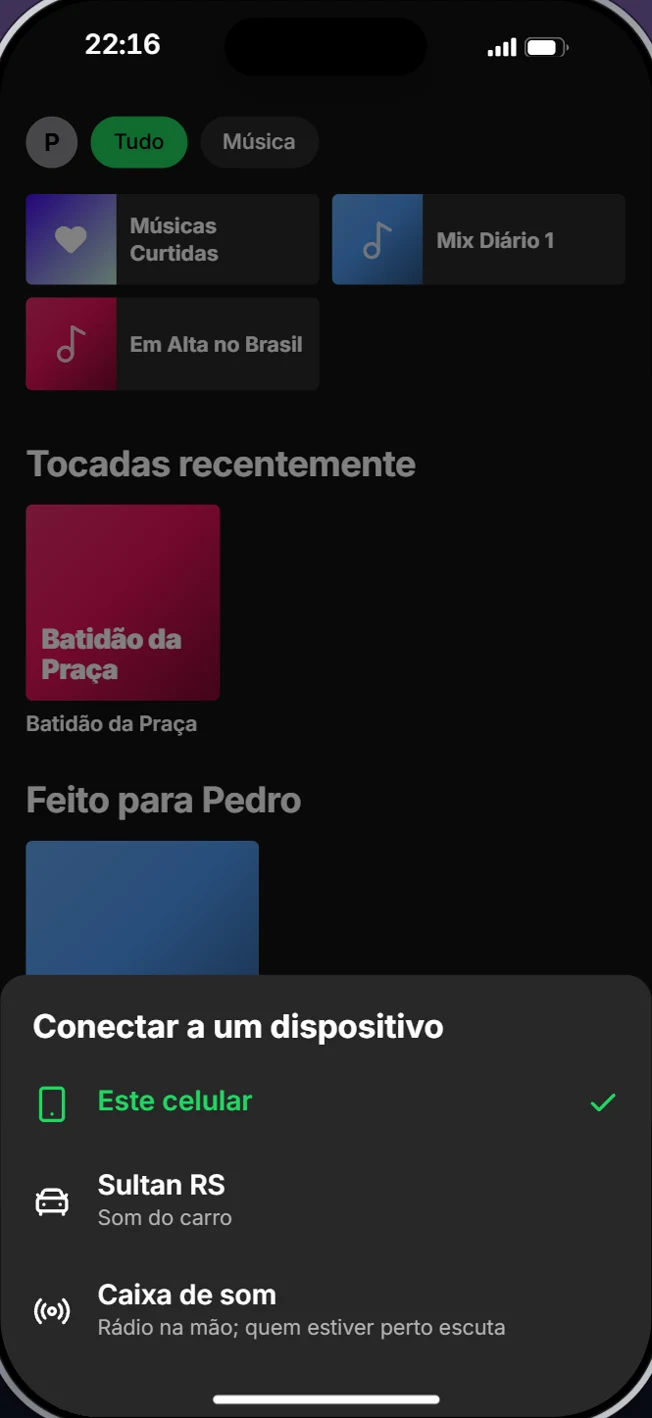 22:16
P
Tudo
Música
Músicas
Curtidas
Mix Diário 1
Em Alta no Brasil
Tocadas recentemente
Batidão da
Praça
Batidão da Praça
Feito para Pedro
Conectar a um dispositivo
Este celular
Sultan RS
Som do carro
Caixa de som
Rádio na mão; quem estiver perto escuta